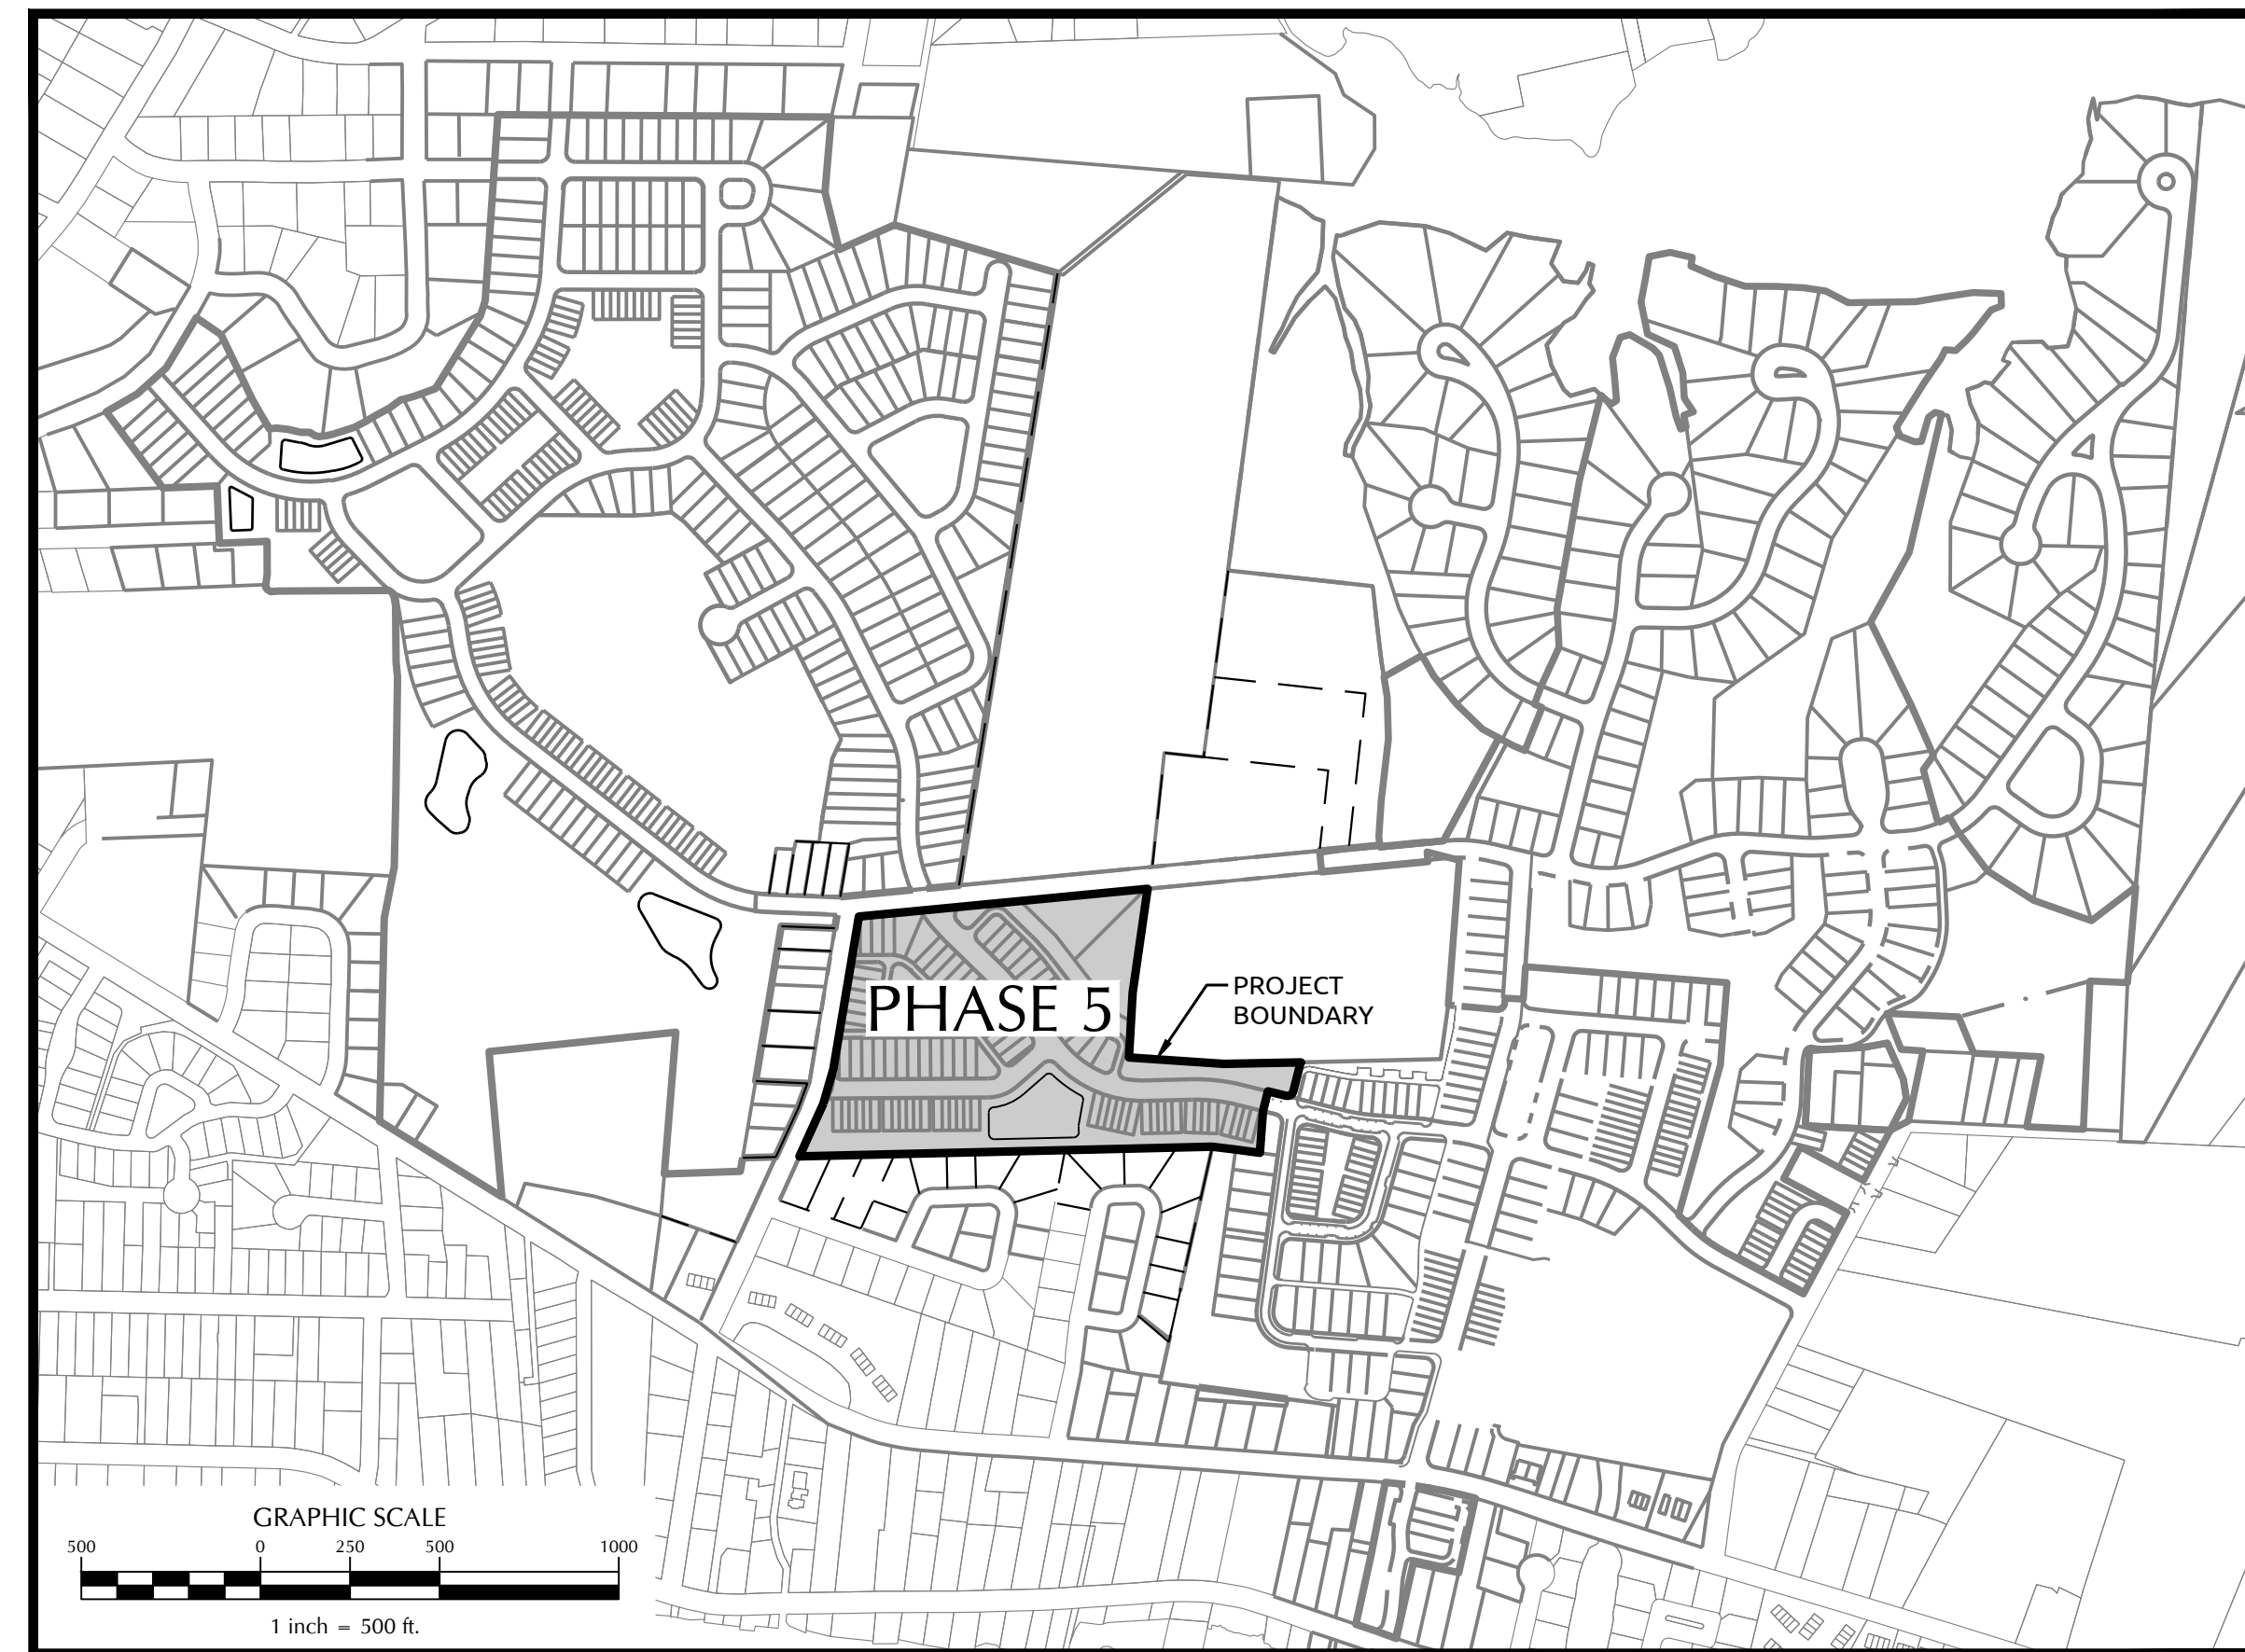 PHASE 5
PROJECT
BOUNDARY
GRAPHIC SCALE
500 0 250 500 1000
1 inch = 500 ft.